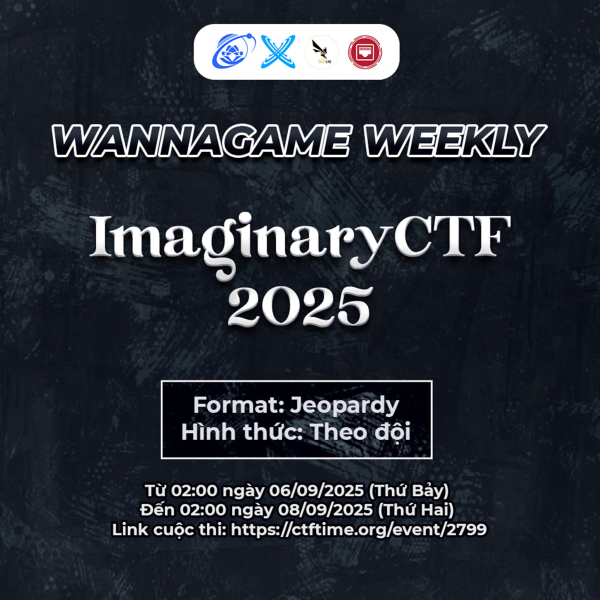 WANNAGAME WEEKLY
ImaginaryCTF
2025
Format: Jeopardy
Hình thức: Theo đội
Từ 02:00 ngày 06/09/2025 (Thứ Bảy)
Đến 02:00 ngày 08/09/2025 (Thứ Hai)
Link cuộc thi: https://ctftime.org/event/2799